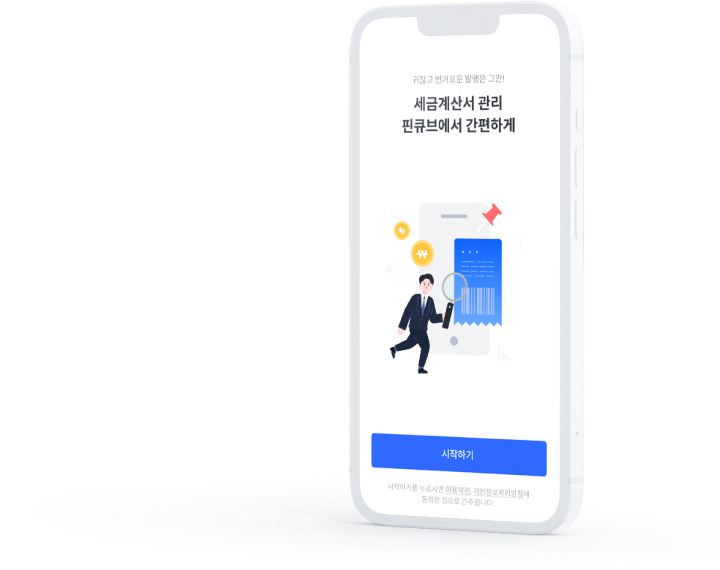 귀찮고 번거로운 발행은 그만!
세금계산서 관리
핀큐브에서 간편하게
₩
₩
시작하기
시작하기를 누르시면 이용약관, 개인정보처리방침에
동의한 것으로 간주합니다.